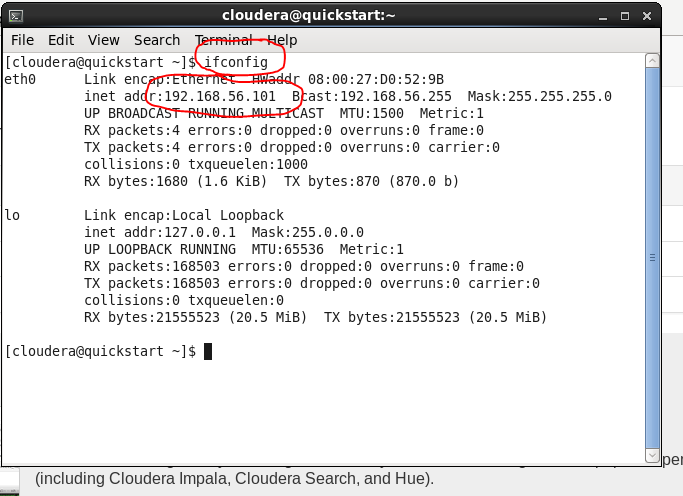 cloudera@quickstart:~
File Edit View Search Terminal Help
[cloudera@quickstart ~]$ ifconfig
eth0 Link encap:Ethernet HWaddr 08:00:27:D0:52:9B
inet addr:192.168.56.101 Bcast:192.168.56.255 Mask:255.255.255.0
UP BROADCAST RUNNING MULTICAST MTU:1500 Metric:1
RX packets:4 errors:0 dropped:0 overruns:0 frame:0
TX packets:4 errors:0 dropped:0 overruns:0 carrier:0
collisions:0 txqueuelen:1000
RX bytes:1680 (1.6 KiB) TX bytes:870 (870.0 b)
lo Link encap:Local Loopback
inet addr:127.0.0.1 Mask:255.0.0.0
UP LOOPBACK RUNNING MTU:65536 Metric:1
RX packets:168503 errors:0 dropped:0 overruns:0 frame:0
TX packets:168503 errors:0 dropped:0 overruns:0 carrier:0
collisions:0 txqueuelen:0
RX bytes:21555523 (20.5 MiB) TX bytes:21555523 (20.5 MiB)
[cloudera@quickstart ~]$
(including Cloudera Impala, Cloudera Search, and Hue).